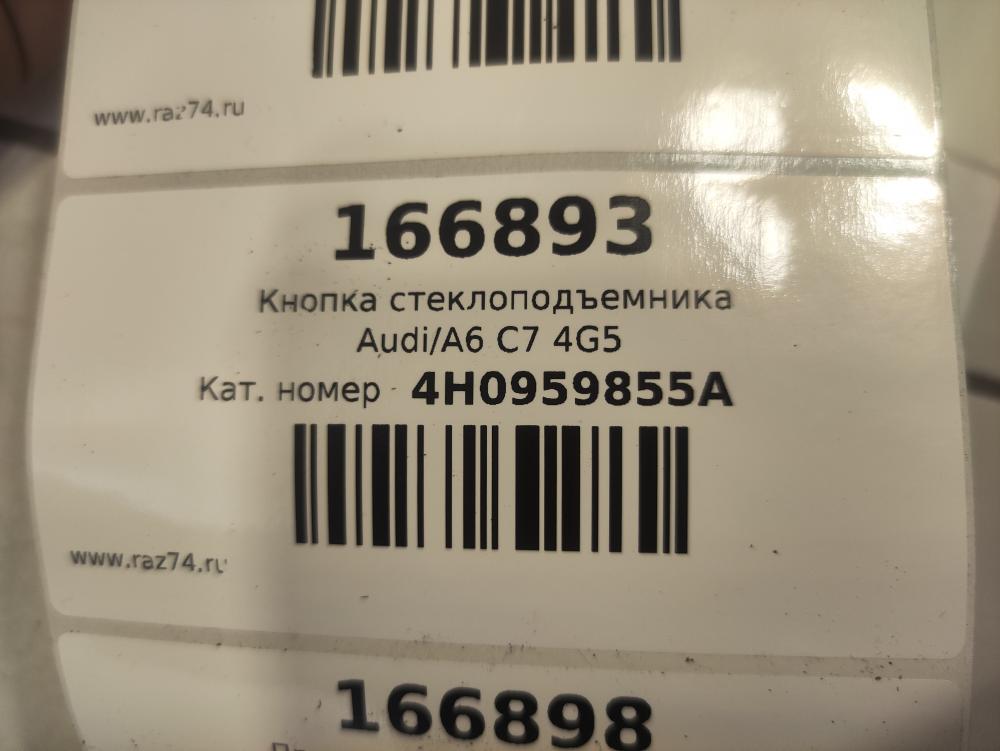 www.raz74.ru
166893
Кнопка стеклоподъемника
Audi/A6 C7 4G5
Кат. номер 4H0959855A
www.raz74.ru
166898